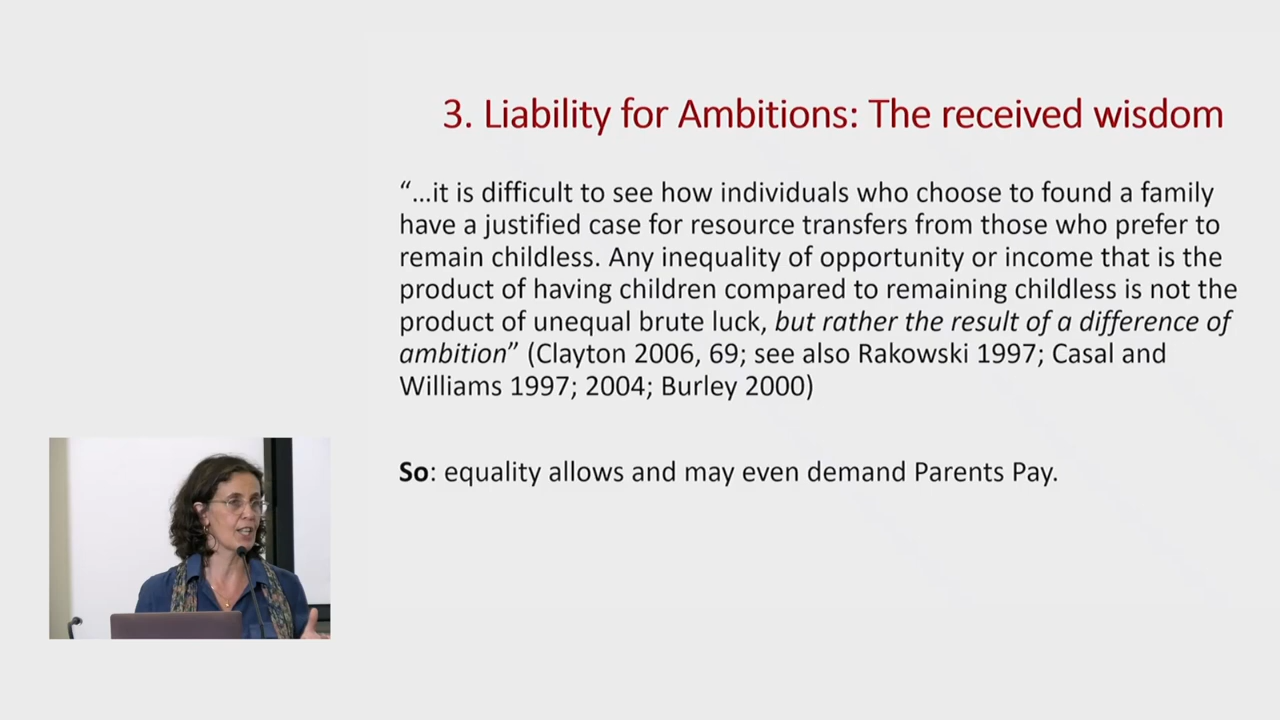 3. Liability for Ambitions: The received wisdom
“...it is difficult to see how individuals who choose to found a family
have a justified case for resource transfers from those who prefer to
remain childless. Any inequality of opportunity or income that is the
product of having children compared to remaining childless is not the
product of unequal brute luck, but rather the result of a difference of
ambition” (Clayton 2006, 69; see also Rakowski 1997; Casal and
Williams 1997; 2004; Burley 2000)
So: equality allows and may even demand Parents Pay.